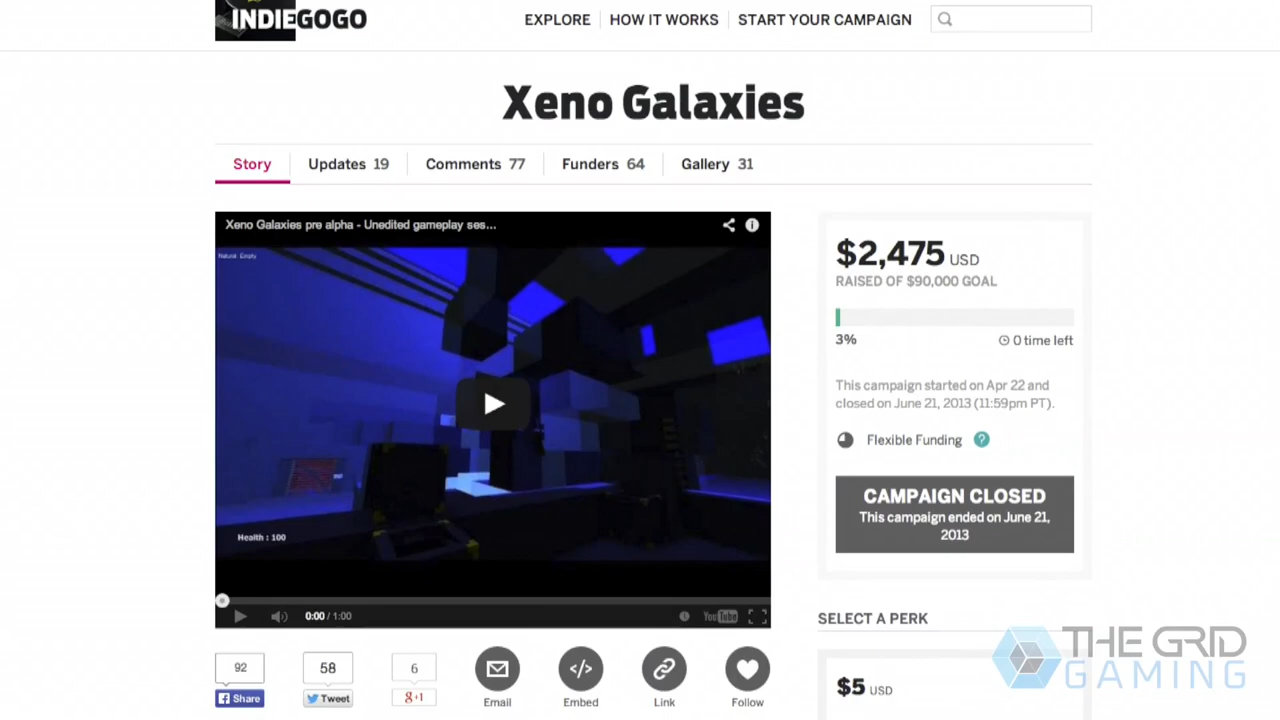 INDIEGOGO
EXPLORE HOW IT WORKS START YOUR CAMPAIGN
Xeno Galaxies
Story Updates 19 Comments 77 Funders 64 Gallery 31
Xeno Galaxies pre alpha - Unedited gameplay ses...
Natural Empty
Health : 100
0:00 / 1:00 YouTube
$2,475 USD
RAISED OF $90,000 GOAL
3% 0 time left
This campaign started on Apr 22 and
closed on June 21, 2013 (11:59pm PT).
Flexible Funding ?
CAMPAIGN CLOSED
This campaign ended on June 21,
2013
SELECT A PERK
$5 USD
92 58 6
Share Tweet g+1 Email Embed Link Follow
THE GRID
GAMING